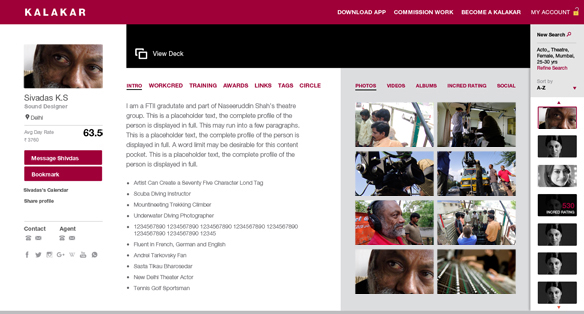 KALAKAR
DOWNLOAD APP COMMISSION WORK BECOME A KALAKAR MY ACCOUNT
View Deck
Sivadas K.S
Sound Designer
Delhi
Avg Day Rate
₹ 3760
63.5
Message Shivdas
Bookmark
Sivadas's Calendar
Share profile
Contact Agent
INTRO WORKCRED TRAINING AWARDS LINKS TAGS CIRCLE
I am a FTII gradutate and part of Naseeruddin Shah's theatre
group. This is a placeholder text, the complete profile of the
person is displayed in full. This may run into a few paragraphs.
This is a placeholder text, the complete profile of the person is
displayed in full. A word limit may be desirable for this content
pocket. This is a placeholder text, the complete profile of the
person is displayed in full.
Artist Can Create a Seventy Five Character Lond Tag
Scuba Diving Instructor
Mountineating Trekking Climber
Underwater Diving Photographer
1234567890 1234567890 1234567890 1234567890 1234567890
1234567890 1234567890 12345
Fluent in French, German and English
Andrei Tarkovsky Fan
Sasta Tikau Bharosedar
New Delhi Theater Actor
Tennis Golf Sportsman
PHOTOS VIDEOS ALBUMS INCRED RATING SOCIAL
New Search
Actor, Theatre,
Female, Mumbai,
25-30 yrs
Refine Search
Sort by
A-Z
INCRED RATING